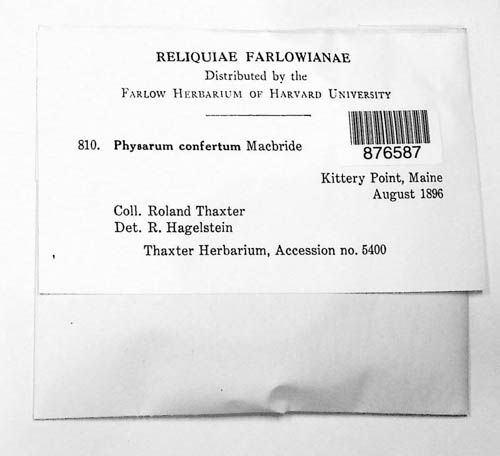 RELIQUIAE FARLOWIANAE
Distributed by the
FARLOW HERBARIUM OF HARVARD UNIVERSITY
810. Physarum confertum Macbride
876587
Kittery Point, Maine
August 1896
Coll. Roland Thaxter
Det. R. Hagelstein
Thaxter Herbarium, Accession no. 5400